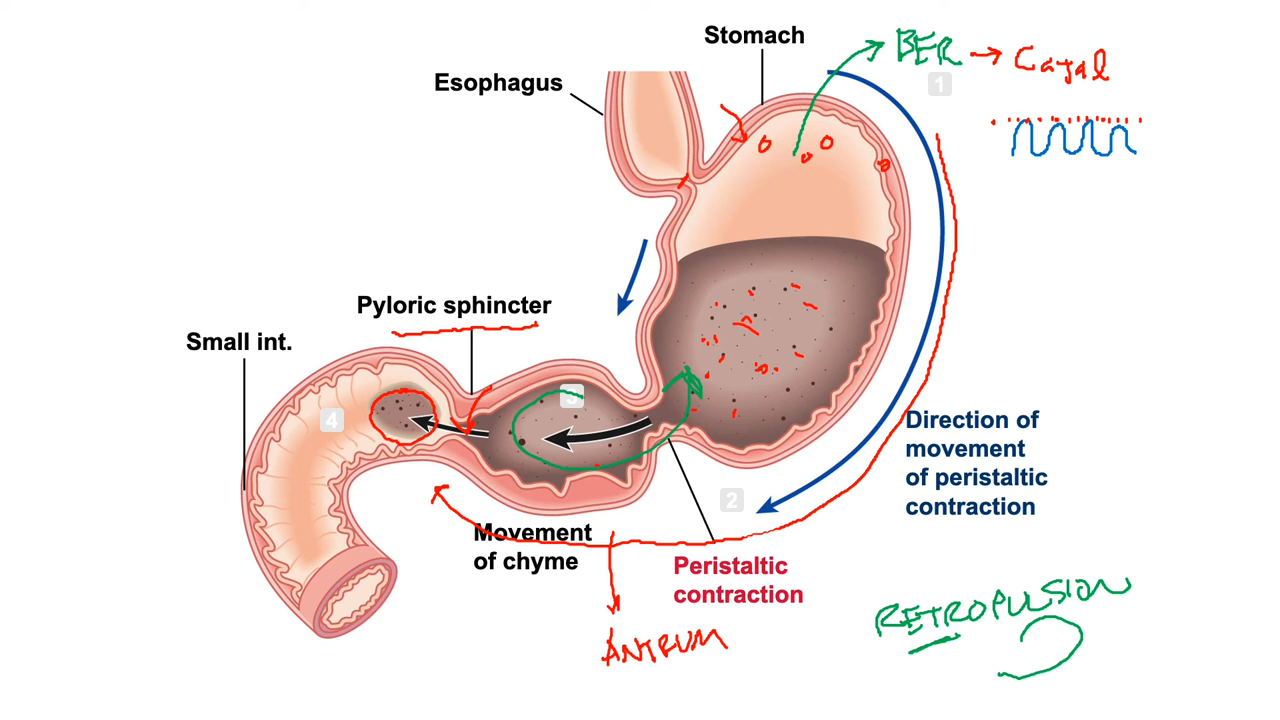 Stomach
BER → Cajal
Esophagus
1
Pyloric sphincter
Small int.
3
4
Direction of
movement
of peristaltic
contraction
2
Movement
of chyme
Peristaltic
contraction
RETROPULSION
ANTRUM